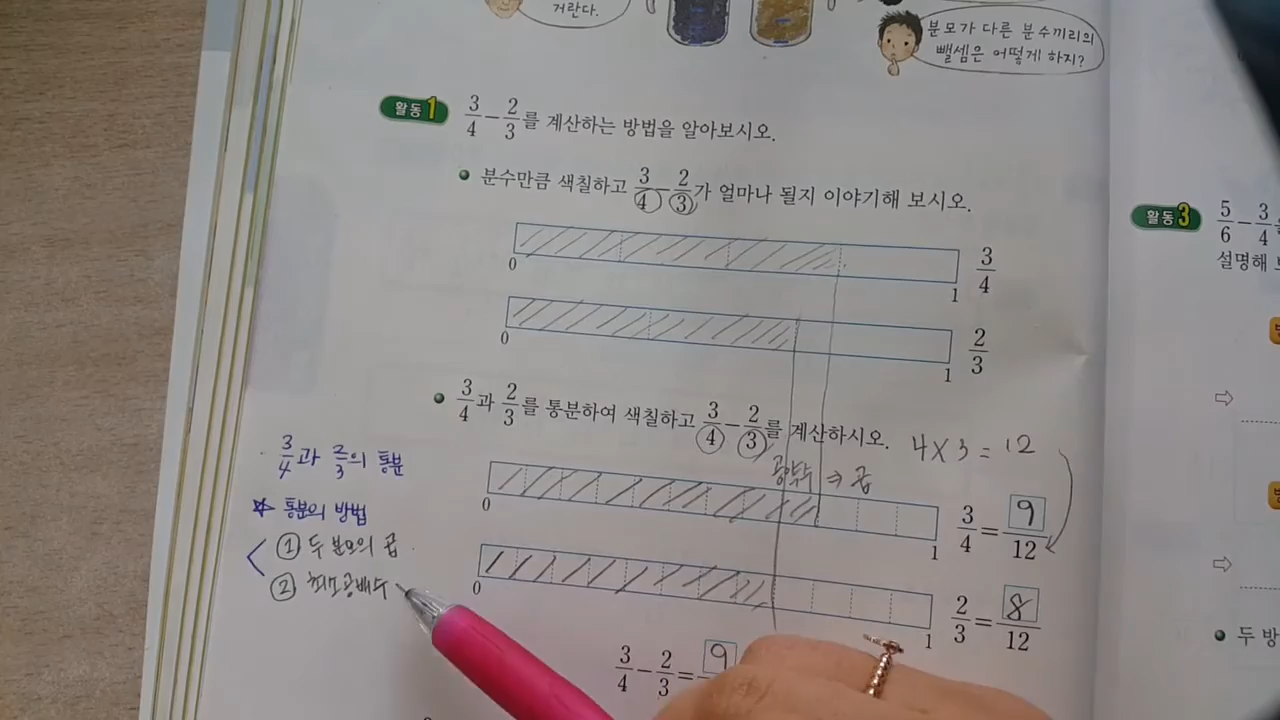 거란다.
분모가 다른 분수끼리의
뺄셈은 어떻게 하지?
활동1 3/4-2/3를 계산하는 방법을 알아보시오.
분수만큼 색칠하고 3/4-2/3가 얼마나 될지 이야기해 보시오.
0 1 3/4
0 1 2/3
3/4과 2/3를 통분하여 색칠하고 3/4-2/3를 계산하시오. 4×3=12
⇒ 곱
0 1 3/4=9/12
0 1 2/3=8/12
3/4-2/3=9
3/4과 2/3의 통분
통분의 방법
① 두 분모의 곱
② 최소공배수
활동3 5/6-3/4
설명해
두 방